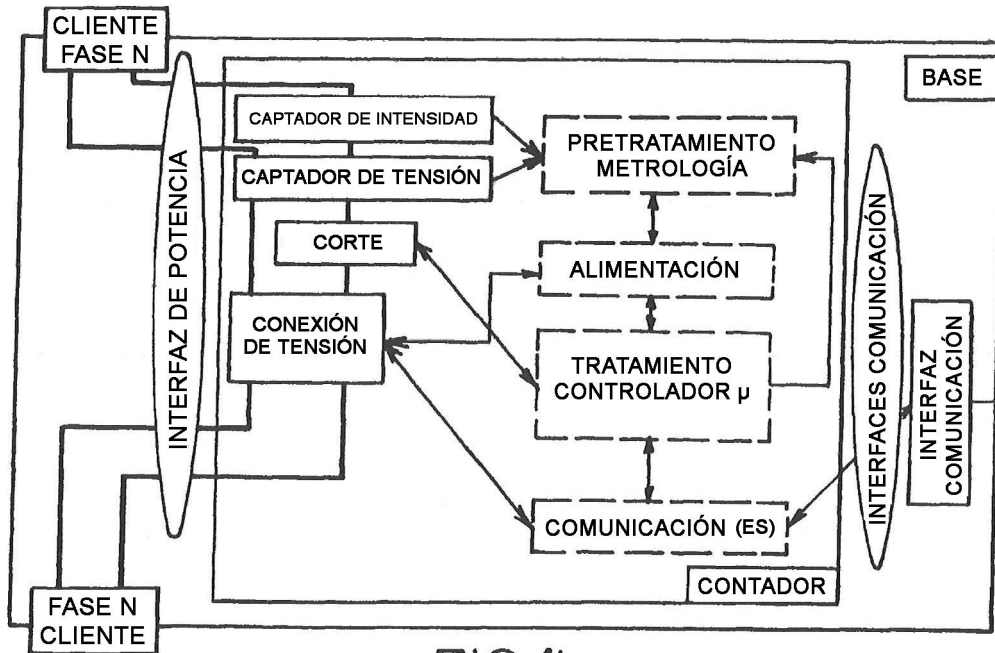 CLIENTE
FASE N
BASE
CAPTADOR DE INTENSIDAD
PRETRATAMIENTO
METROLOGÍA
CAPTADOR DE TENSIÓN
CORTE
ALIMENTACIÓN
INTERFAZ DE POTENCIA
CONEXIÓN
DE TENSIÓN
TRATAMIENTO
CONTROLADOR µ
INTERFACES COMUNICACIÓN
INTERFAZ
COMUNICACIÓN
COMUNICACIÓN (ES)
CONTADOR
FASE N
CLIENTE